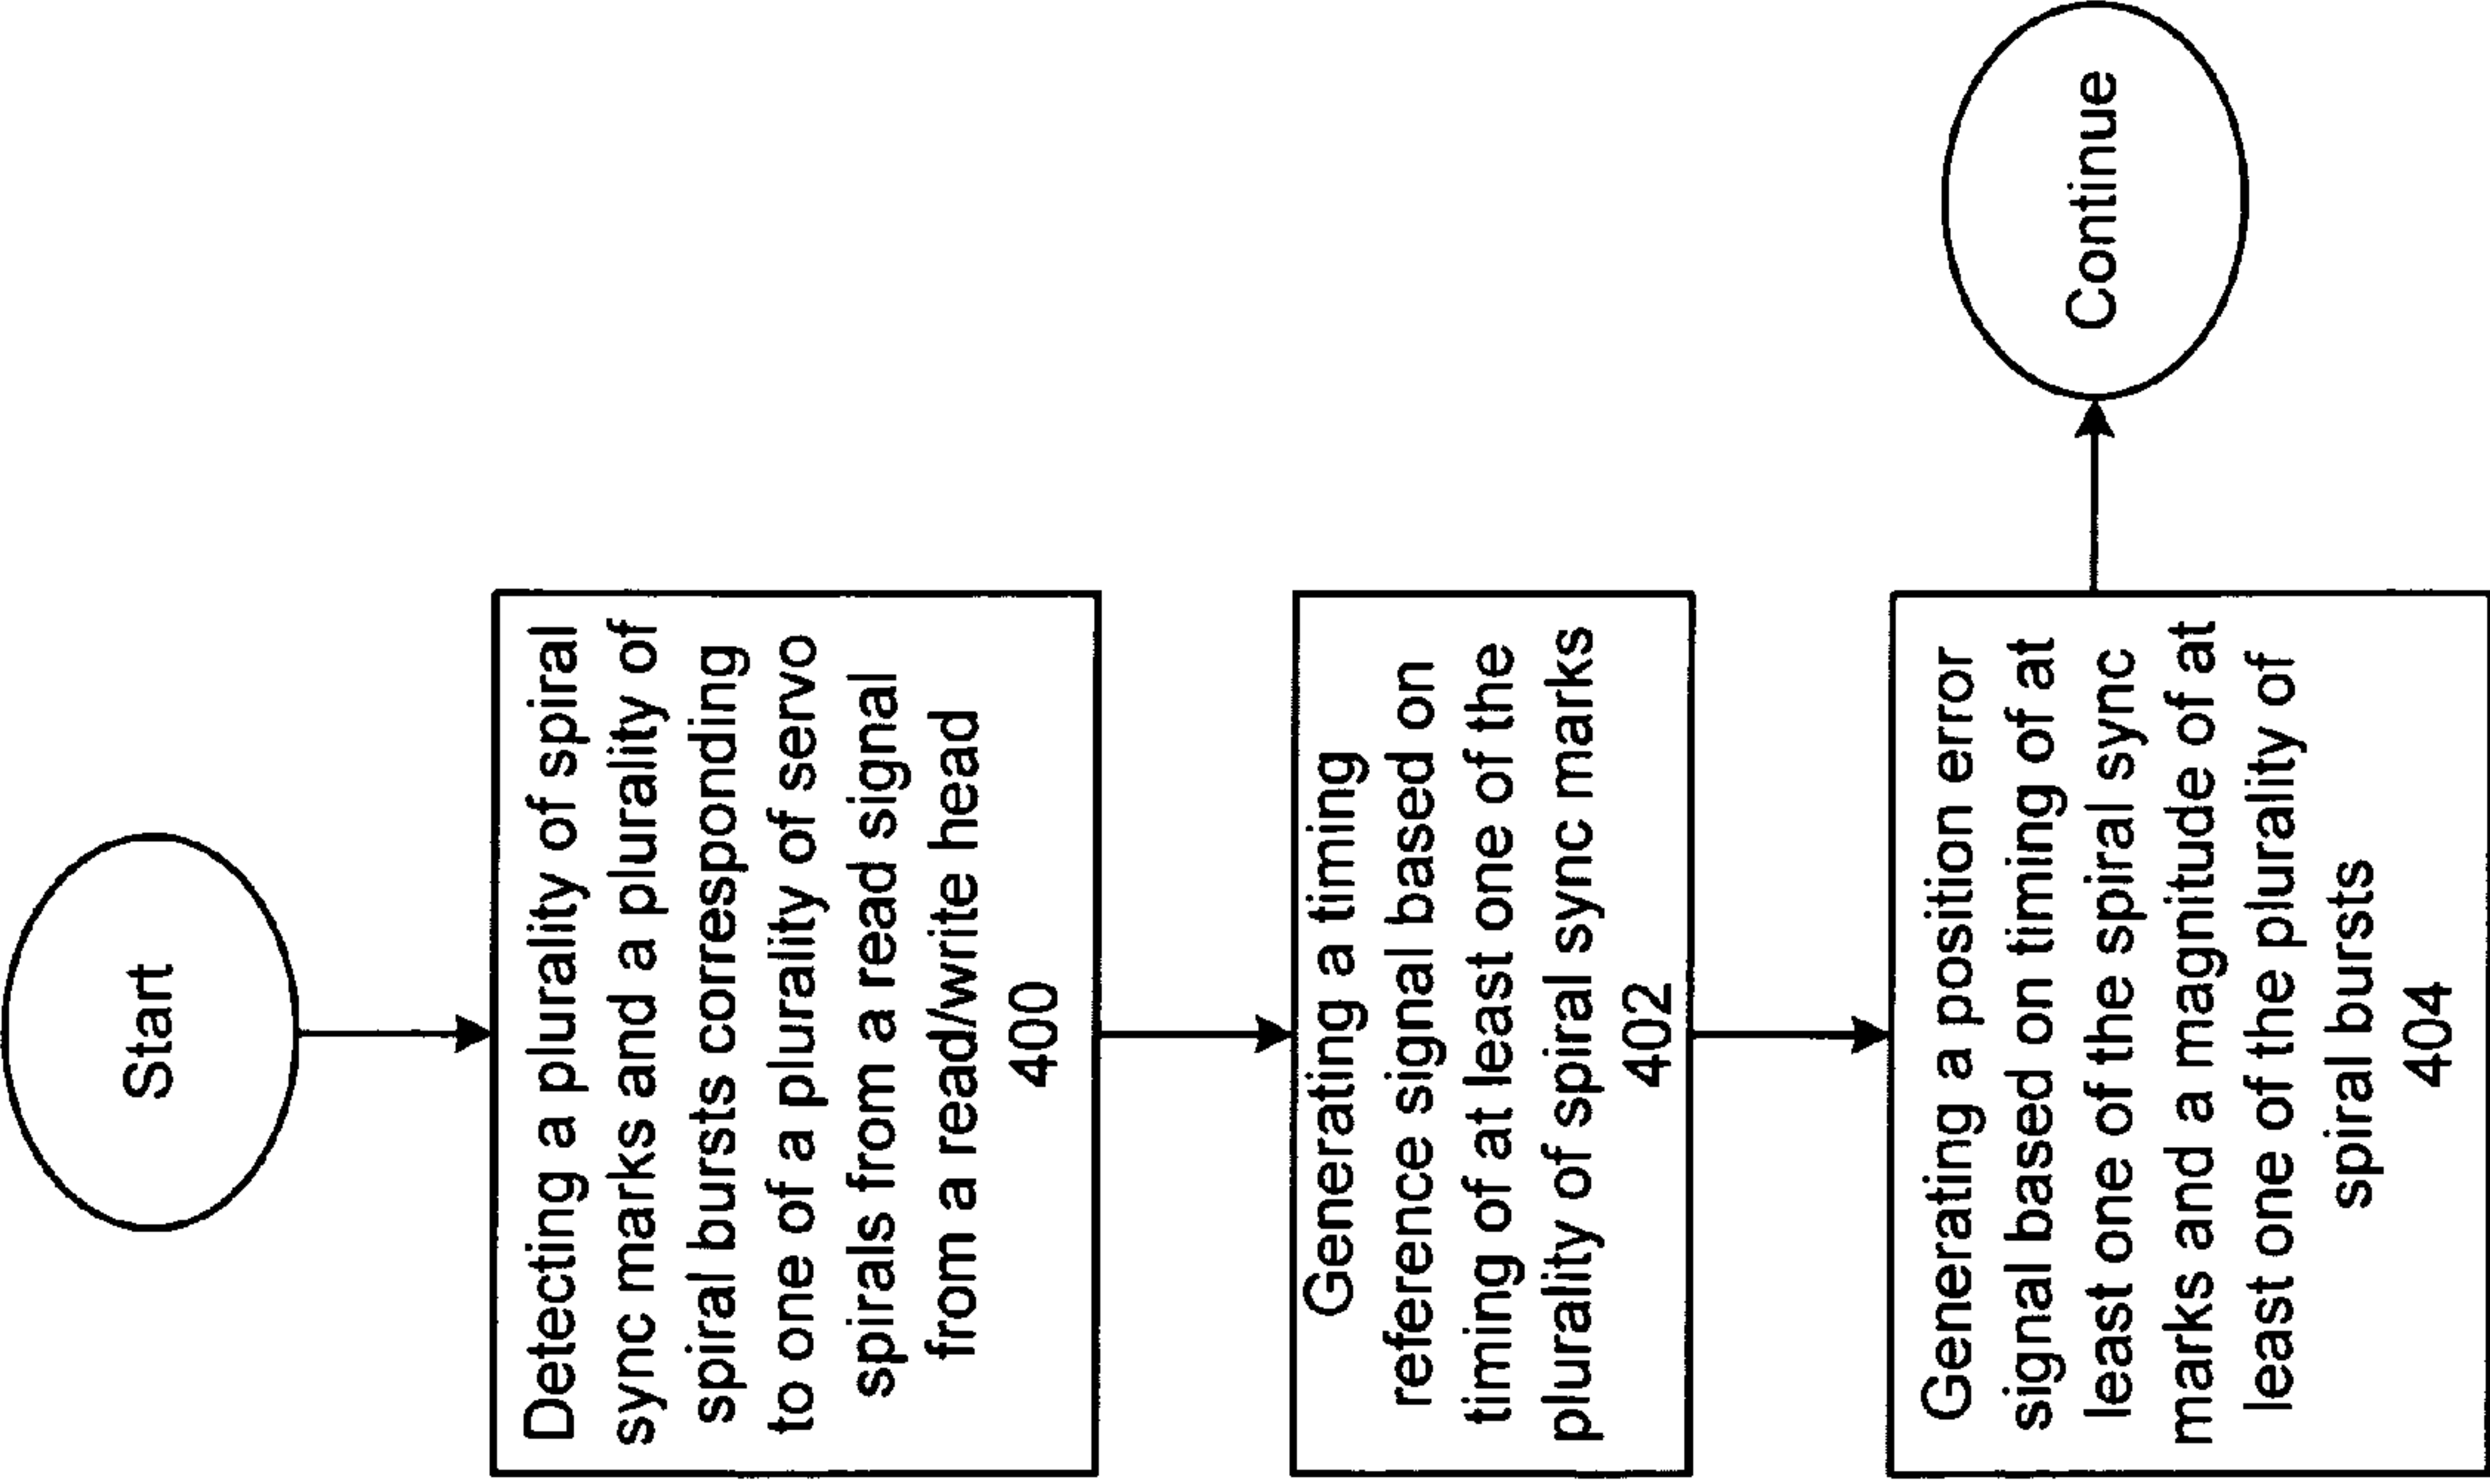 Start
Detecting a plurality of spiral
sync marks and a plurality of
spiral bursts corresponding
to one of a plurality of servo
spirals from a read signal
from a read/write head
400
Generating a timing
reference signal based on
timing of at least one of the
plurality of spiral sync marks
402
Generating a position error
signal based on timing of at
least one of the spiral sync
marks and a magnitude of at
least one of the plurality of
spiral bursts
404
Continue